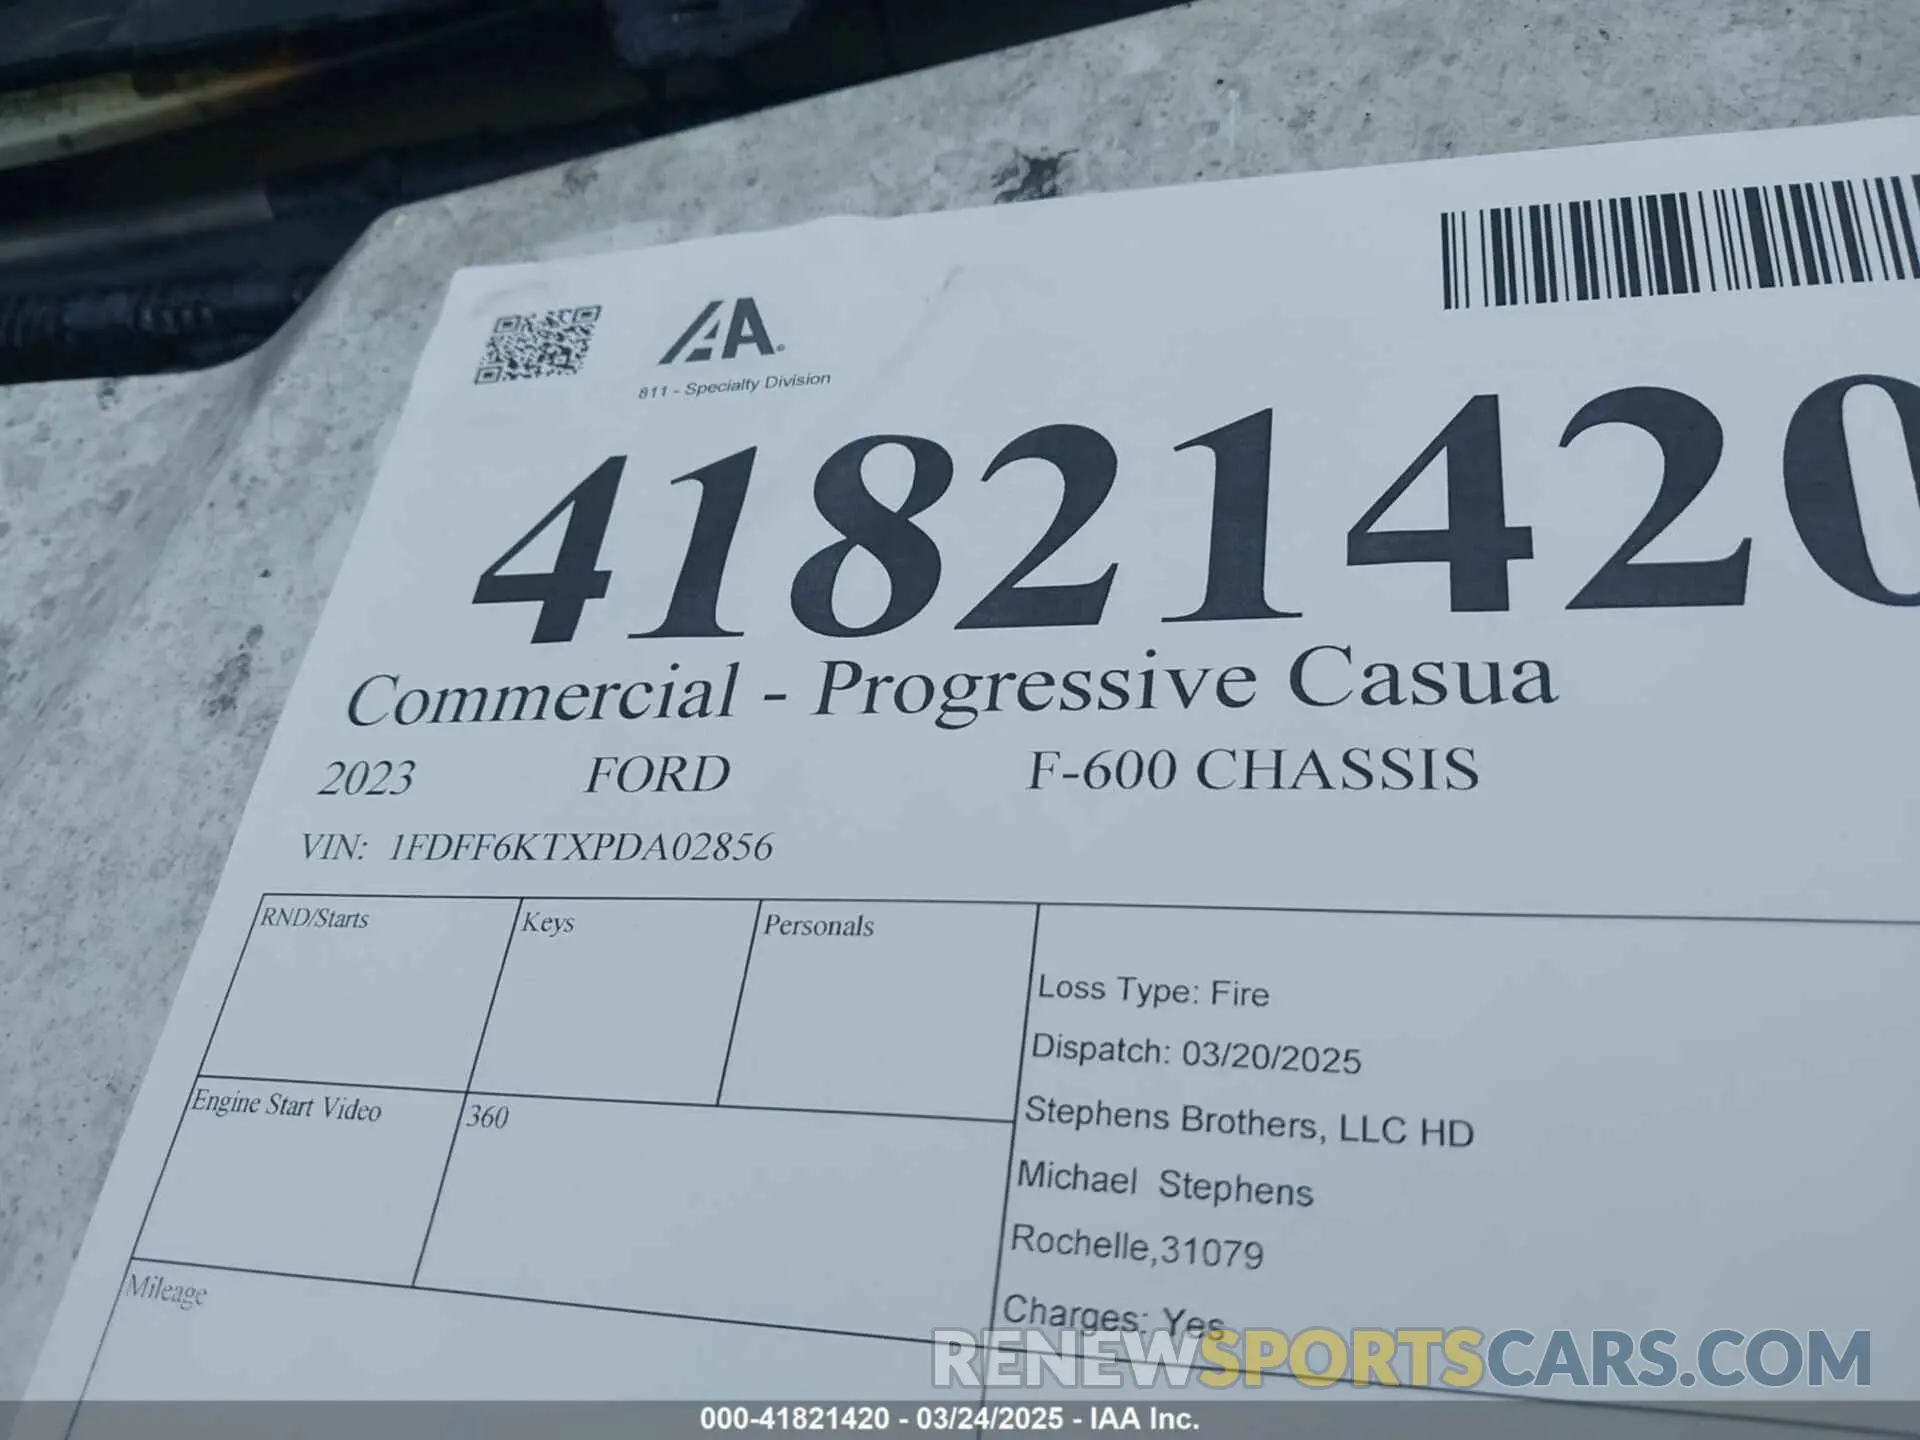 IAA
811 - Specialty Division
41821420
Commercial - Progressive Casua
2023 FORD F-600 CHASSIS
VIN: 1FDFF6KTXPDA02856
RND/Starts Keys Personals
Loss Type: Fire
Dispatch: 03/20/2025
Stephens Brothers, LLC HD
Engine Start Video 360
Michael Stephens
Rochelle,31079
Mileage
Charges: Yes
RENEWSPORTSCARS.COM
000-41821420 - 03/24/2025 - IAA Inc.